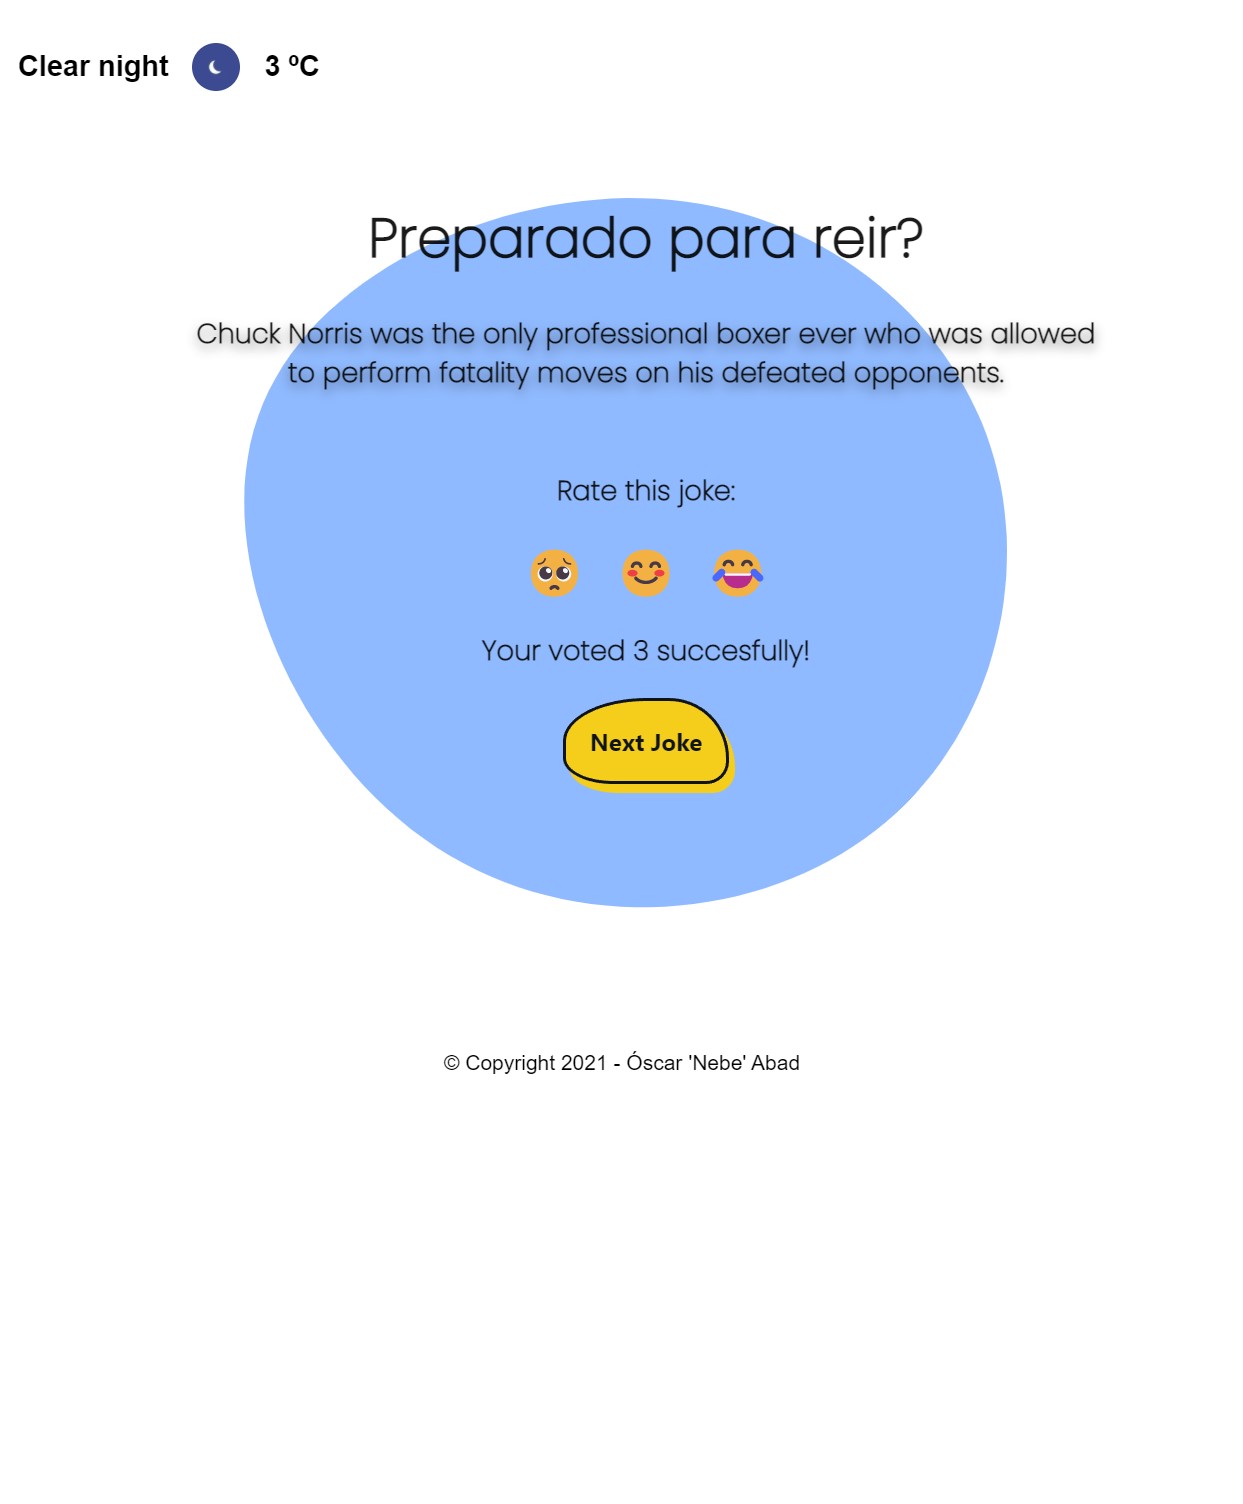 Clear night 3 ºC
Preparado para reir?
Chuck Norris was the only professional boxer ever who was allowed
to perform fatality moves on his defeated opponents.
Rate this joke:
Your voted 3 succesfully!
Next Joke
© Copyright 2021 - Óscar 'Nebe' Abad